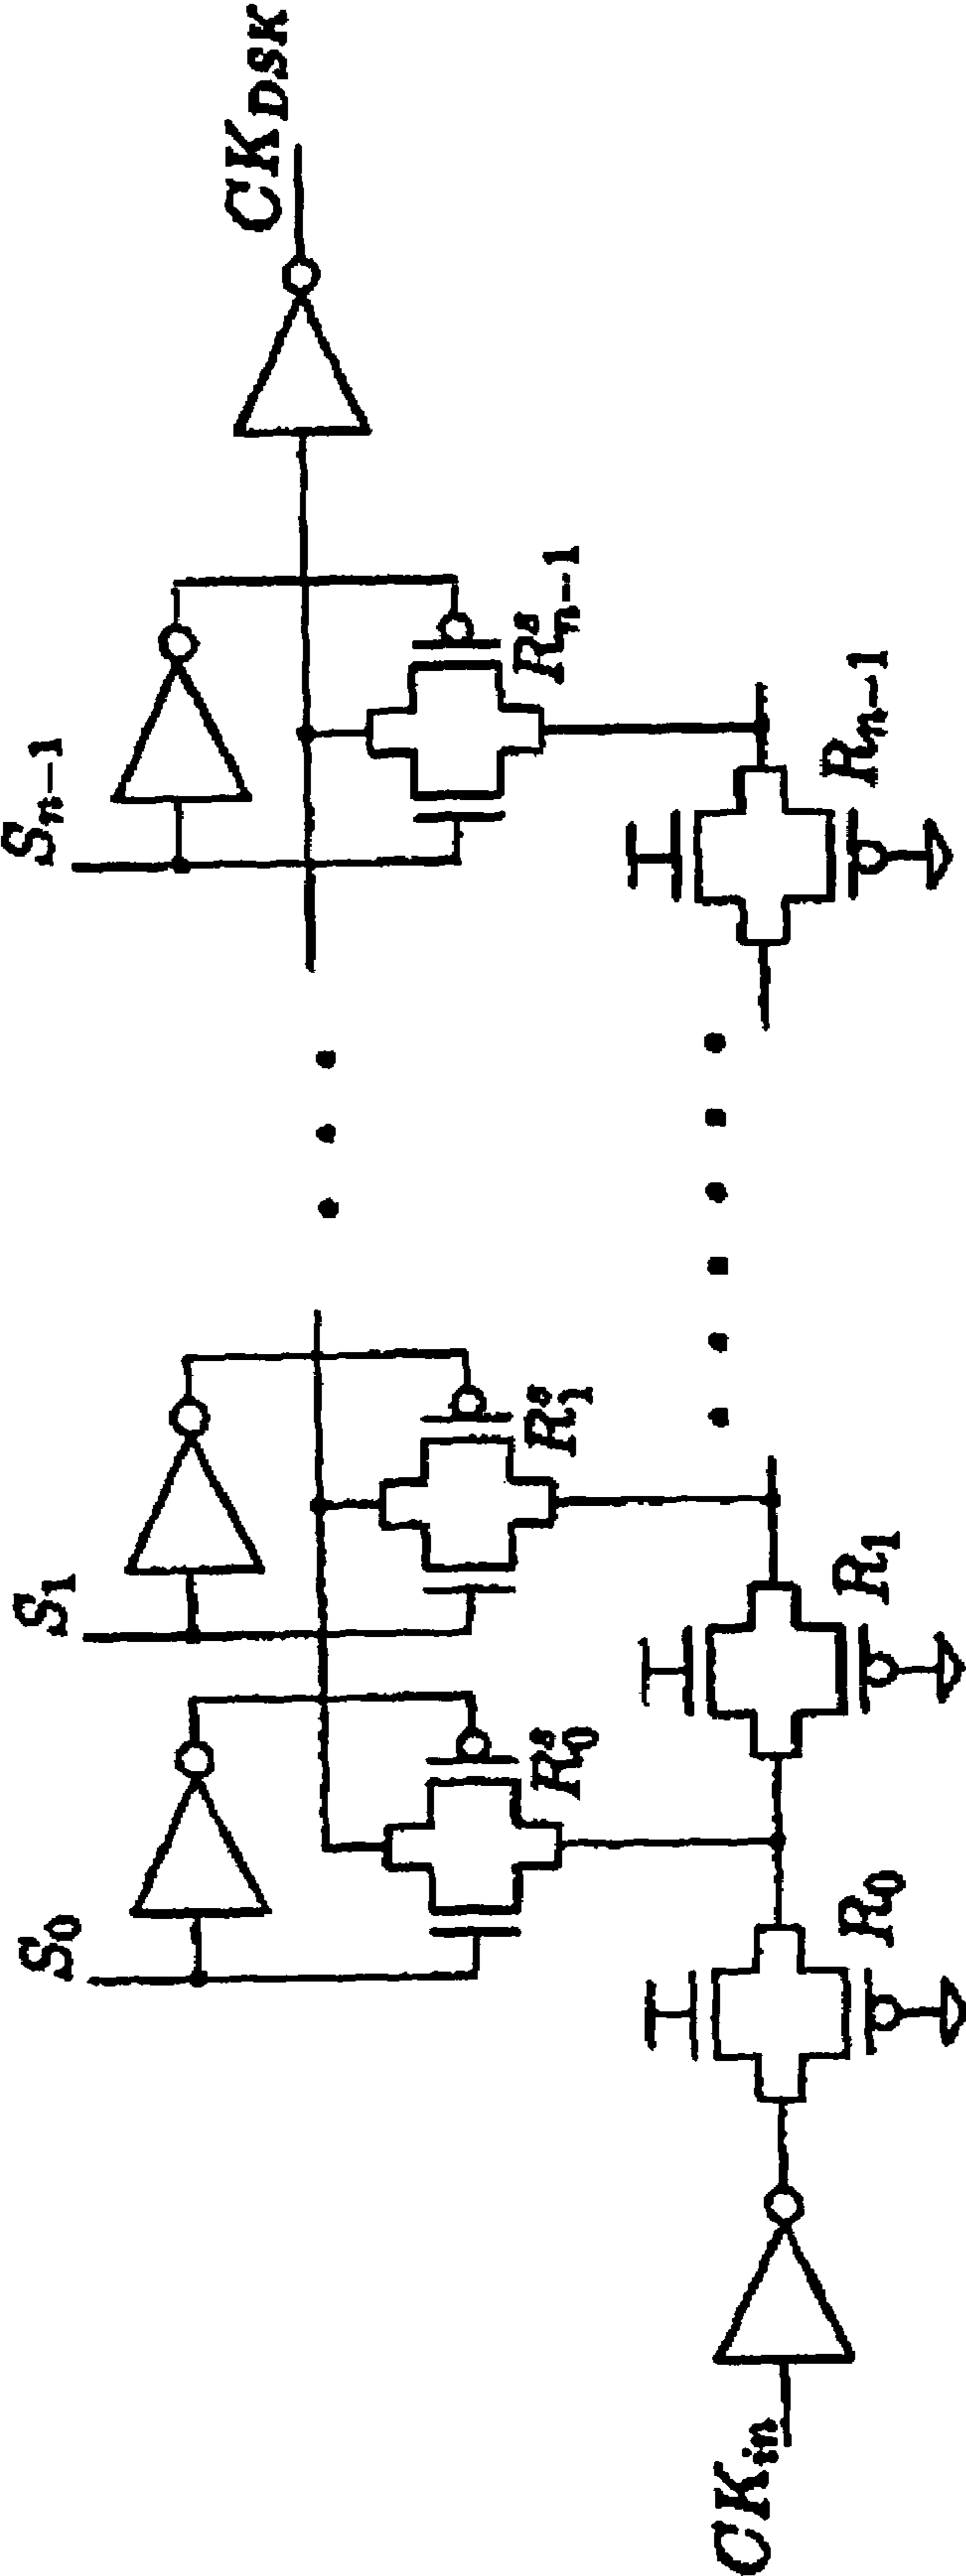 CK_DSK
S_{n-1}
R^s_{n-1}
R_{n-1}
S_1
R^s_1
R_1
S_0
R^s_0
R_0
CK_in